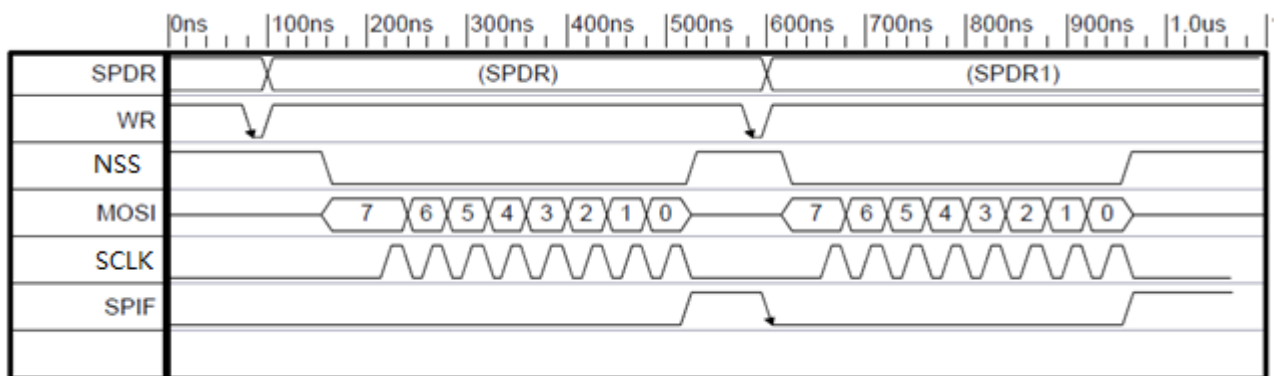 0ns 100ns 200ns 300ns 400ns 500ns 600ns 700ns 800ns 900ns 1.0us
SPDR (SPDR) (SPDR1)
WR
NSS
MOSI 7 6 5 4 3 2 1 0 7 6 5 4 3 2 1 0
SCLK
SPIF